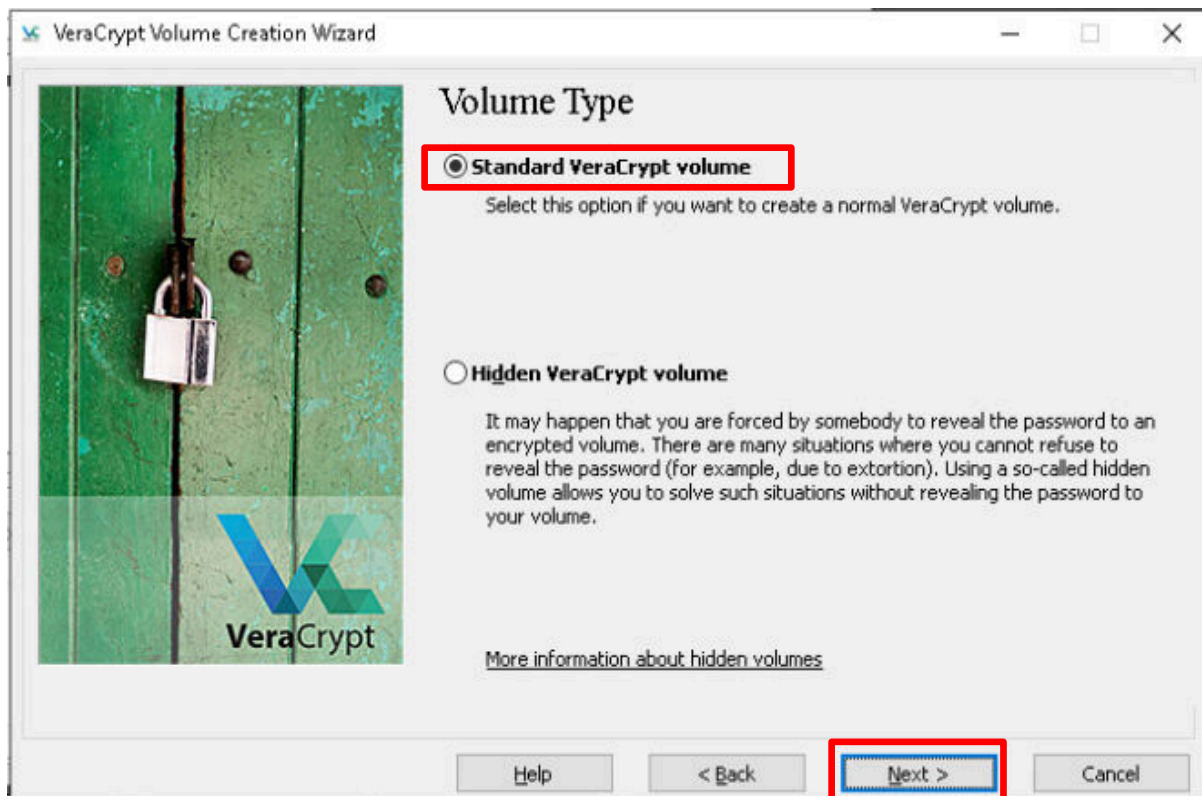 VeraCrypt Volume Creation Wizard
Volume Type
Standard VeraCrypt volume
Select this option if you want to create a normal VeraCrypt volume.
Hidden VeraCrypt volume
It may happen that you are forced by somebody to reveal the password to an
encrypted volume. There are many situations where you cannot refuse to
reveal the password (for example, due to extortion). Using a so-called hidden
volume allows you to solve such situations without revealing the password to
your volume.
VeraCrypt
More information about hidden volumes
Help
< Back
Next >
Cancel